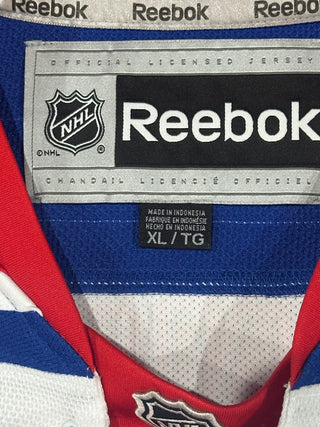 Reebok Reebok Reebok
OFFICIAL LICENSED JERSEY
NHL
©NHL ®
Reebok
CHANDAIL LICENCIÉ OFFICIEL
MADE IN INDONESIA
FABRIQUÉ EN INDONÉSIE
HECHO EN INDONESIA
XL / TG
NHL